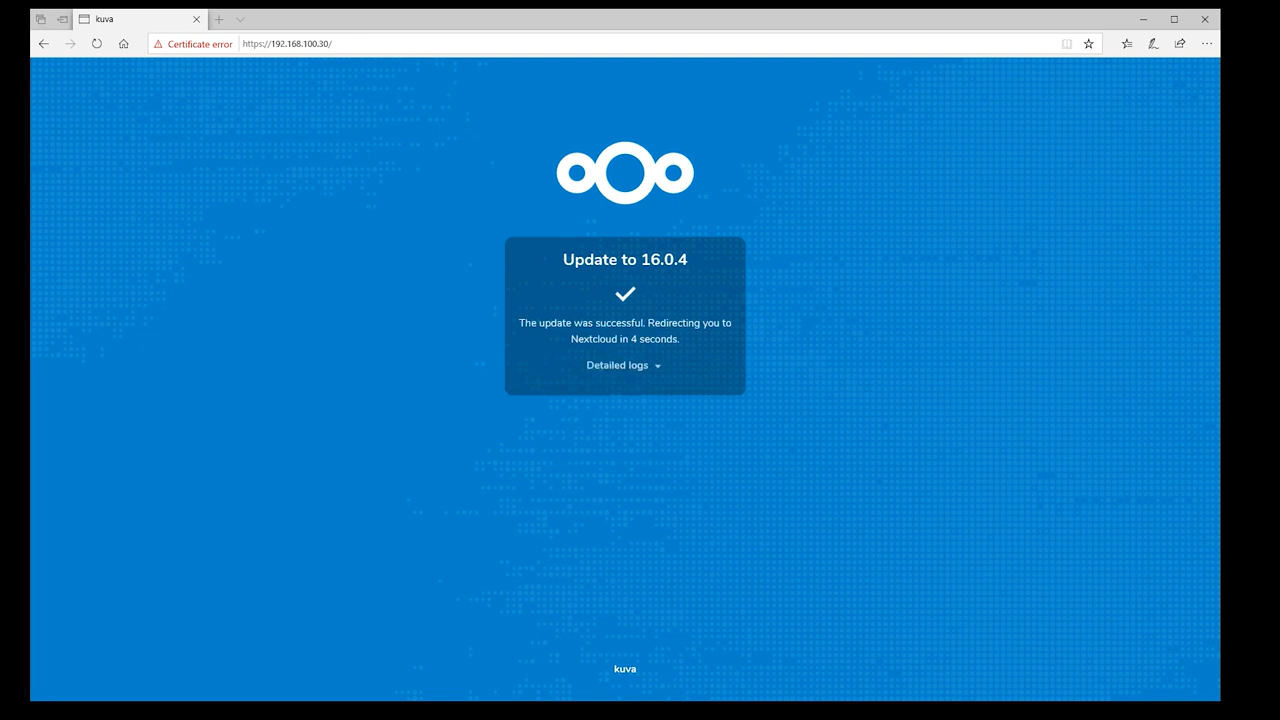 kuva
Certificate error https://192.168.100.30/
Update to 16.0.4
The update was successful. Redirecting you to
Nextcloud in 4 seconds.
Detailed logs
kuva